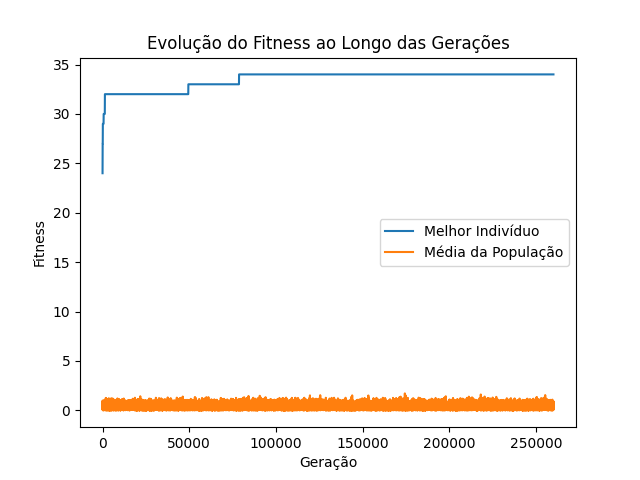 Evolução do Fitness ao Longo das Gerações
Fitness
35
30
25
20
15
10
5
0
Melhor Indivíduo
Média da População
0 50000 100000 150000 200000 250000
Geração